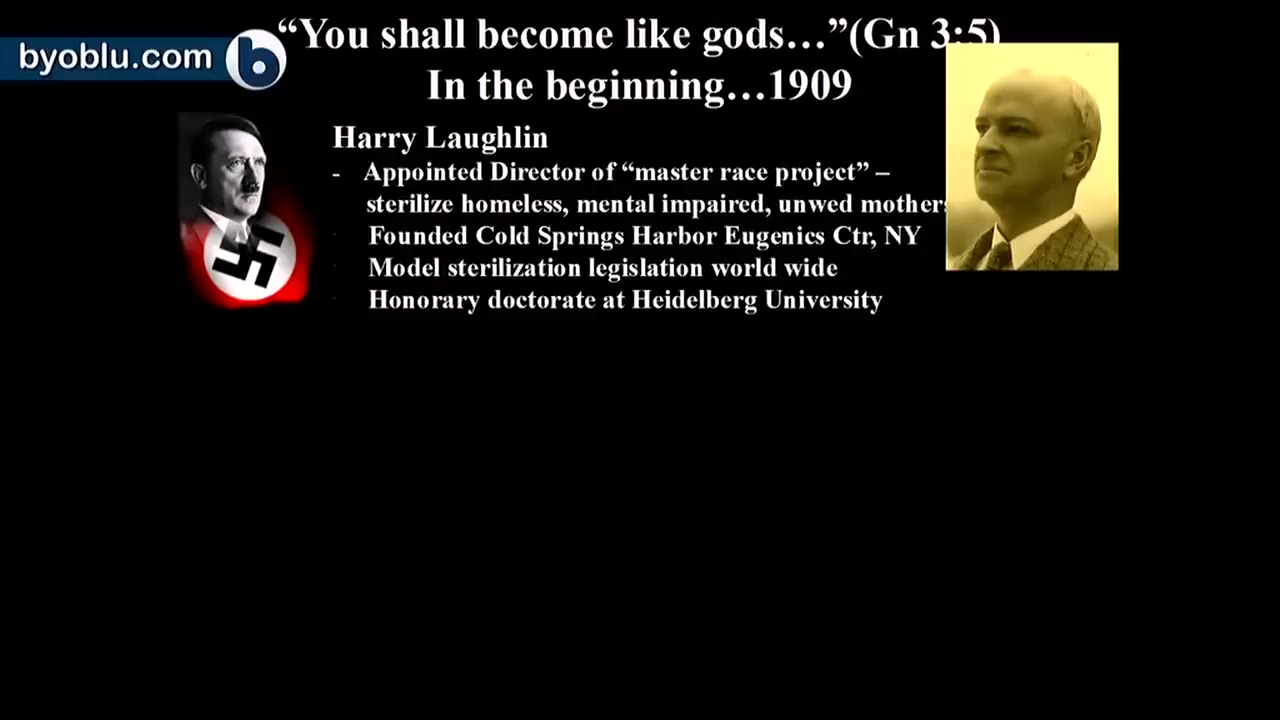 byoblu.com b
“You shall become like gods…”(Gn 3:5)
In the beginning…1909
Harry Laughlin
- Appointed Director of “master race project” –
sterilize homeless, mental impaired, unwed mothers
Founded Cold Springs Harbor Eugenics Ctr, NY
Model sterilization legislation world wide
Honorary doctorate at Heidelberg University